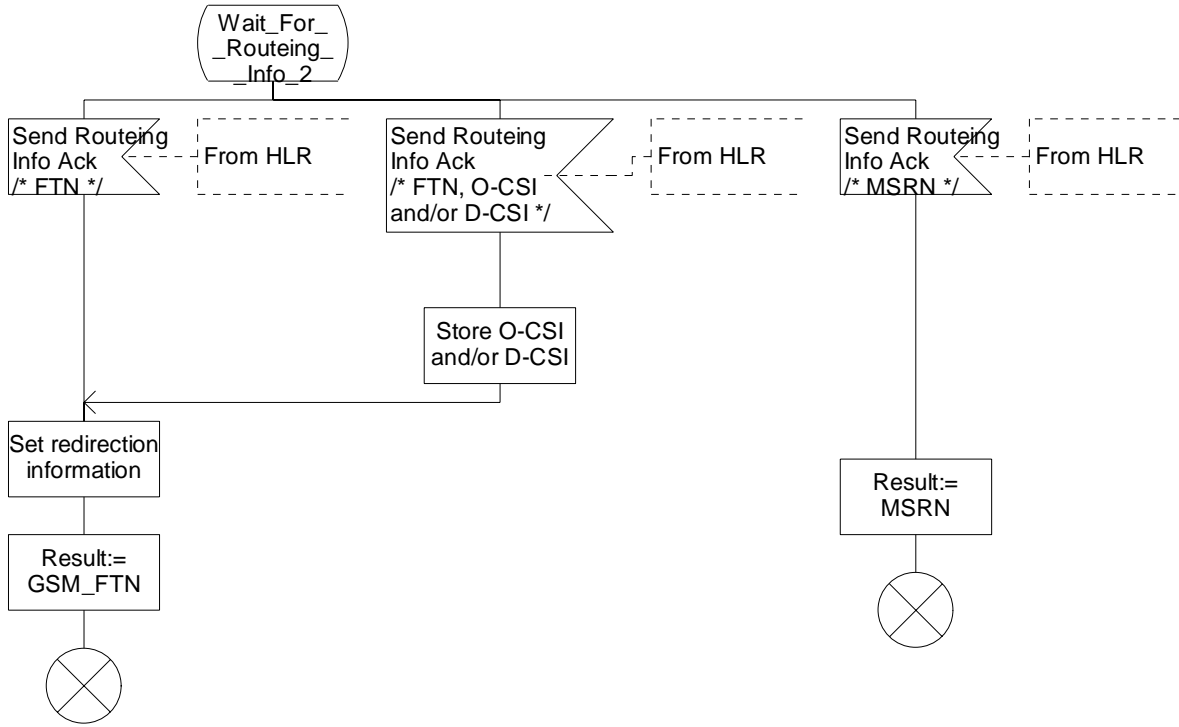 Wait_For_
_Routeing_
_Info_2
Send Routeing
Info Ack
/* FTN */
From HLR
Send Routeing
Info Ack
/* FTN, O-CSI
and/or D-CSI */
From HLR
Send Routeing
Info Ack
/* MSRN */
From HLR
Store O-CSI
and/or D-CSI
Set redirection
information
Result:=
MSRN
Result:=
GSM_FTN